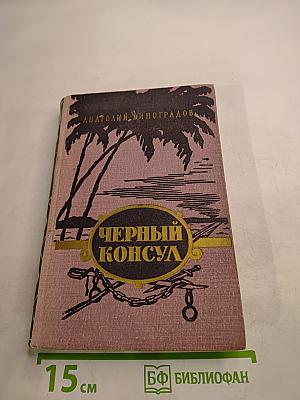 АНАТОЛИЙ ВИНОГРАДОВ
ЧЕРНЫЙ
КОНСУЛ
15 см
БФ БИБЛИОФАН